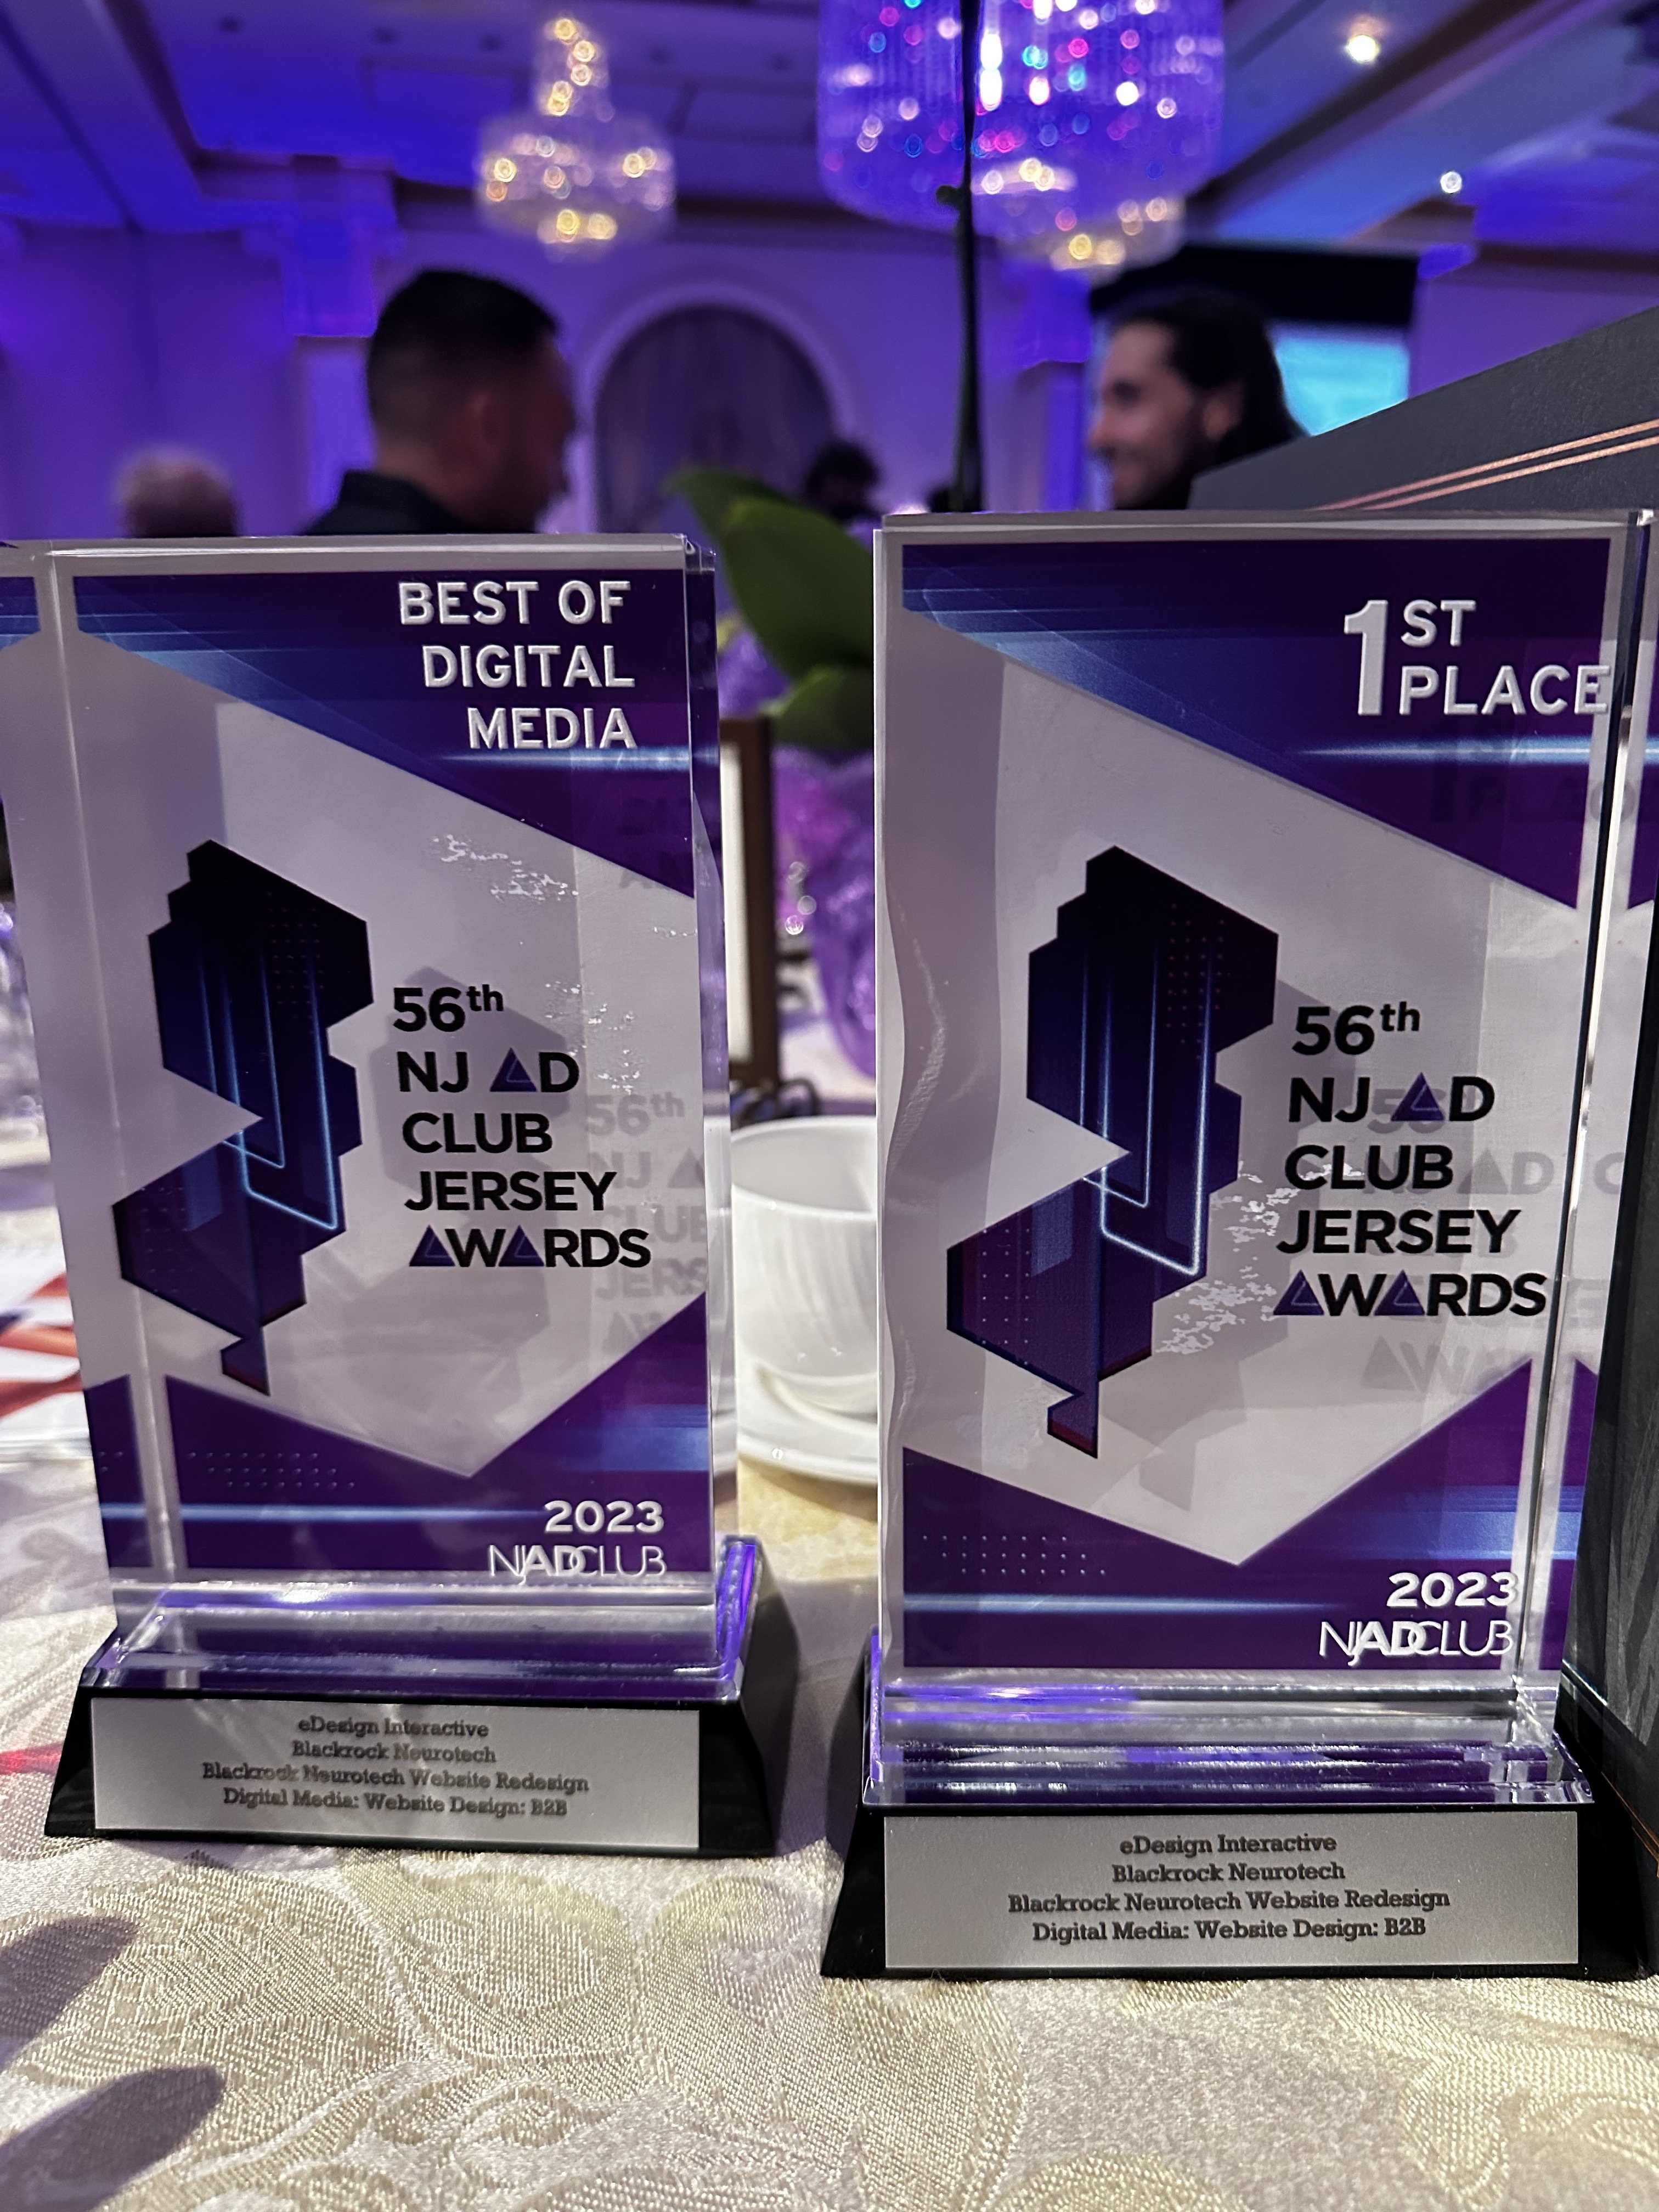 BEST OF
DIGITAL
MEDIA
56th
NJ AD
CLUB
JERSEY
AWARDS
2023
NJADCLUB
eDesign Interactive
Blackrock Neurotech
Blackrock Neurotech Website Redesign
Digital Media: Website Design: B2B
1ST
PLACE
56th
NJ AD
CLUB
JERSEY
AWARDS
2023
NJADCLUB
eDesign Interactive
Blackrock Neurotech
Blackrock Neurotech Website Redesign
Digital Media: Website Design: B2B